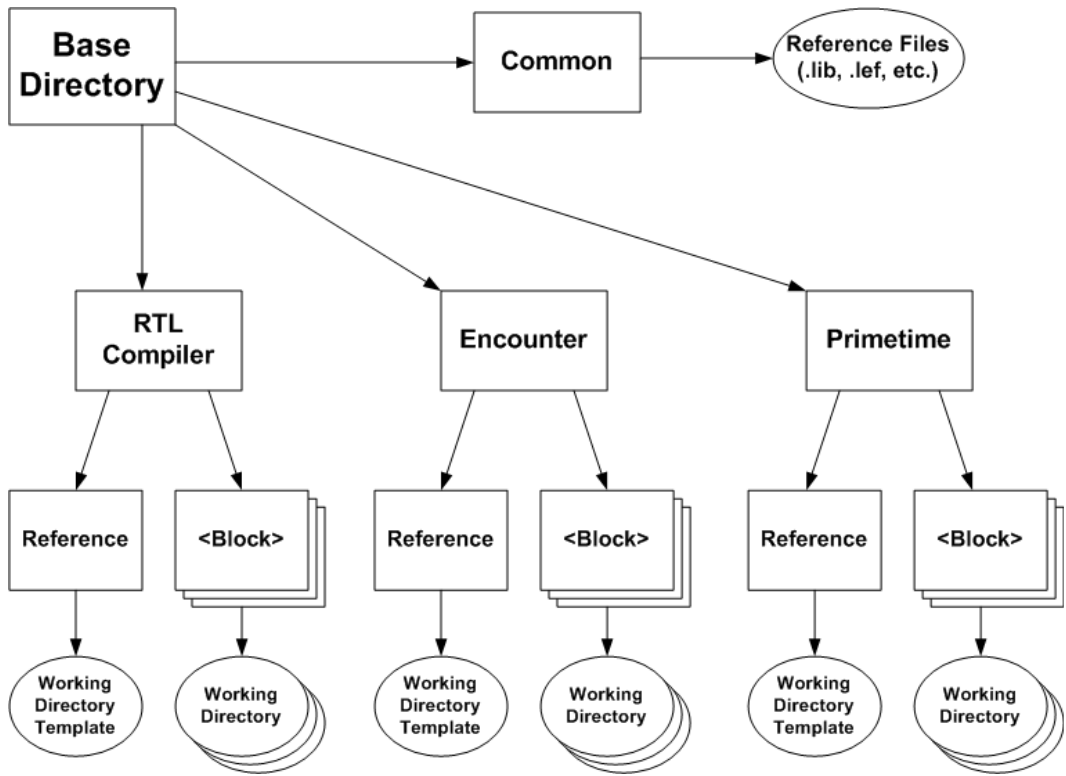 Base
Directory
Common
Reference Files
(.lib, .lef, etc.)
RTL
Compiler
Encounter
Primetime
Reference
<Block>
Reference
<Block>
Reference
<Block>
Working
Directory
Template
Working
Directory
Working
Directory
Template
Working
Directory
Working
Directory
Template
Working
Directory